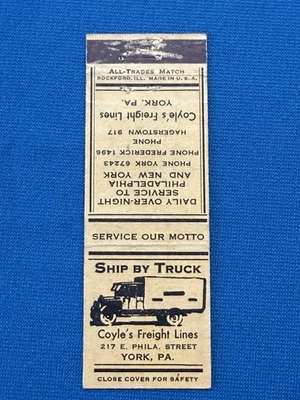 ALL-TRADES MATCH
ROCKFORD, ILL. MADE IN U.S.A.
DAILY OVER-NIGHT
SERVICE TO
PHILADELPHIA
AND NEW YORK
PHONE YORK 67243
PHONE FREDERICK 1496
PHONE
HAGERSTOWN 917
Coyle's Freight Lines
YORK, PA.
SERVICE OUR MOTTO
SHIP BY TRUCK
Coyle's Freight Lines
217 E. PHILA. STREET
YORK, PA.
CLOSE COVER FOR SAFETY